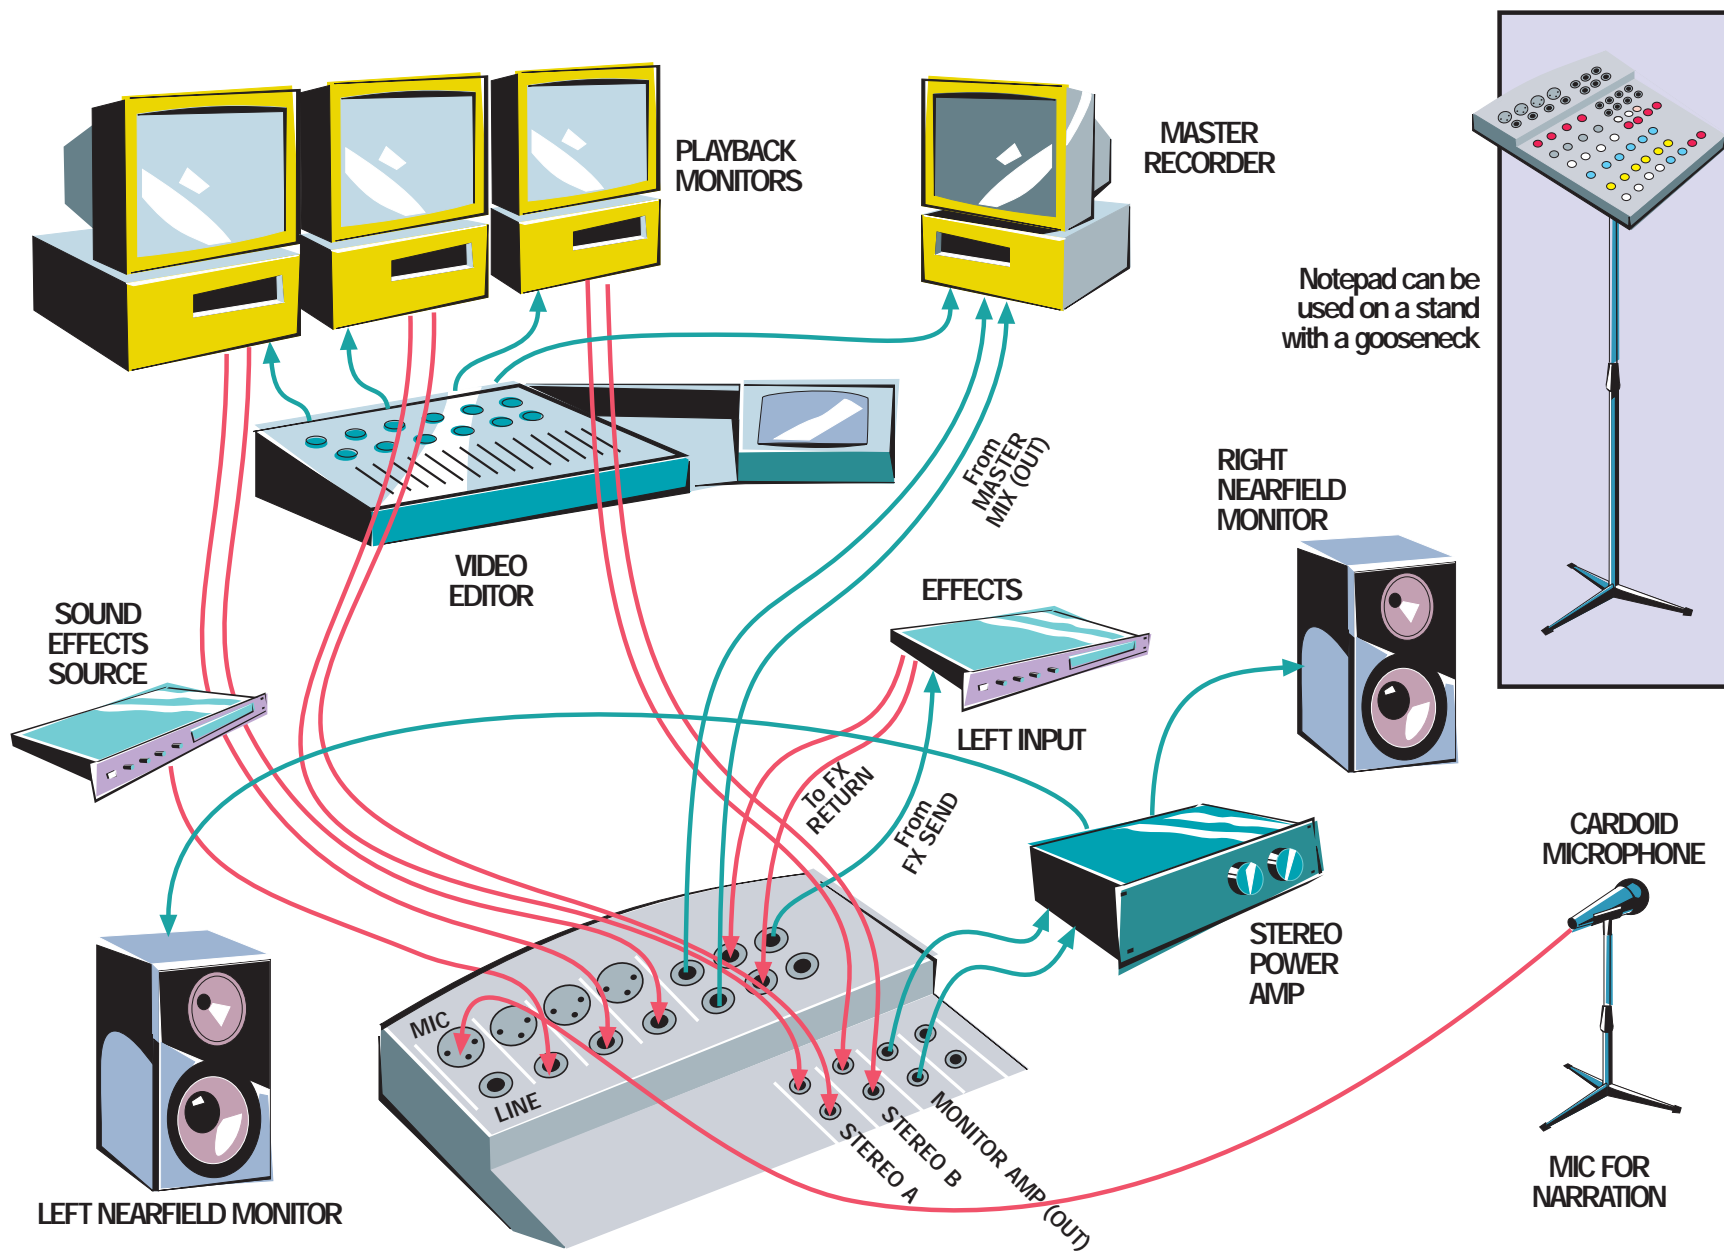 PLAYBACK
MONITORS
MASTER
RECORDER
Notepad can be
used on a stand
with a gooseneck
From
MASTER
MIX (OUT)
RIGHT
NEARFIELD
MONITOR
VIDEO
EDITOR
EFFECTS
SOUND
EFFECTS
SOURCE
LEFT INPUT
To FX
RETURN
From
FX SEND
CARDOID
MICROPHONE
STEREO
POWER
AMP
MIC
LINE
STEREO A
STEREO B
MONITOR AMP (OUT)
LEFT NEARFIELD MONITOR
MIC FOR
NARRATION